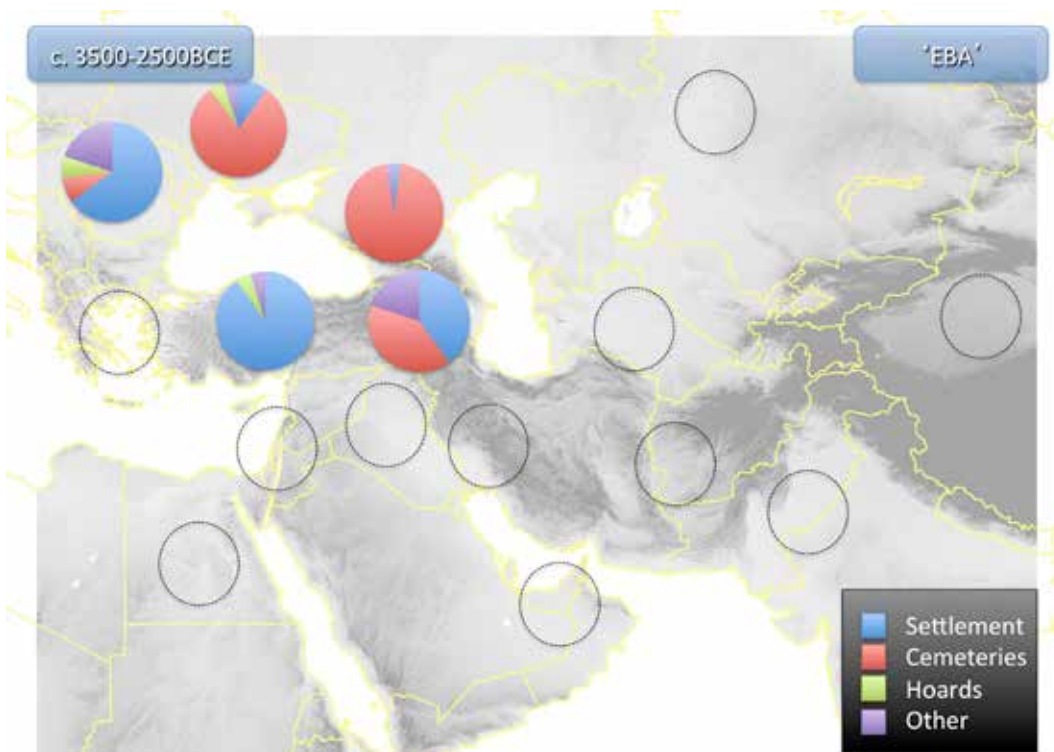 c. 3500-2500BCE
‘EBA’
Settlement
Cemeteries
Hoards
Other